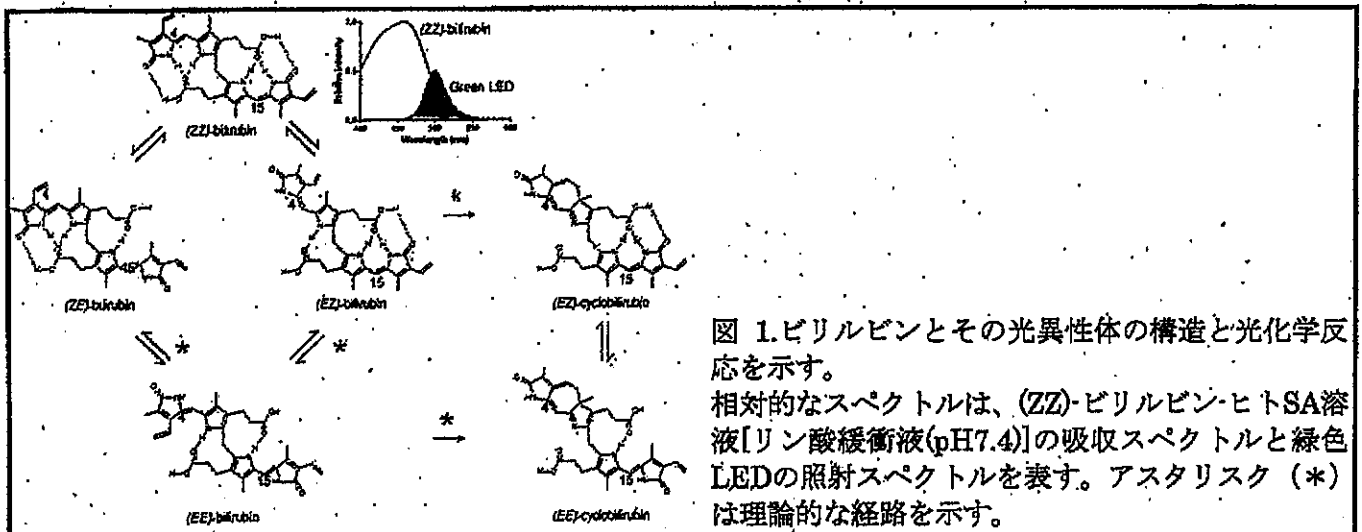 4
(ZZ)-bilirubin
Green LED
Wavelength (nm)
15
(ZZ)-bilirubin
4
15
(ZE)-bilirubin
4
15
(EZ)-bilirubin
15
(EZ)-cyclobilirubin
*
*
*
15
(EE)-bilirubin
15
(EE)-cyclobilirubin
図 1.ビリルビンとその光異性体の構造と光化学反
応を示す。
相対的なスペクトルは、(ZZ)-ビリルビン-ヒトSA溶
液[リン酸緩衝液(pH7.4)]の吸収スペクトルと緑色
LEDの照射スペクトルを表す。アスタリスク（*）
は理論的な経路を示す。